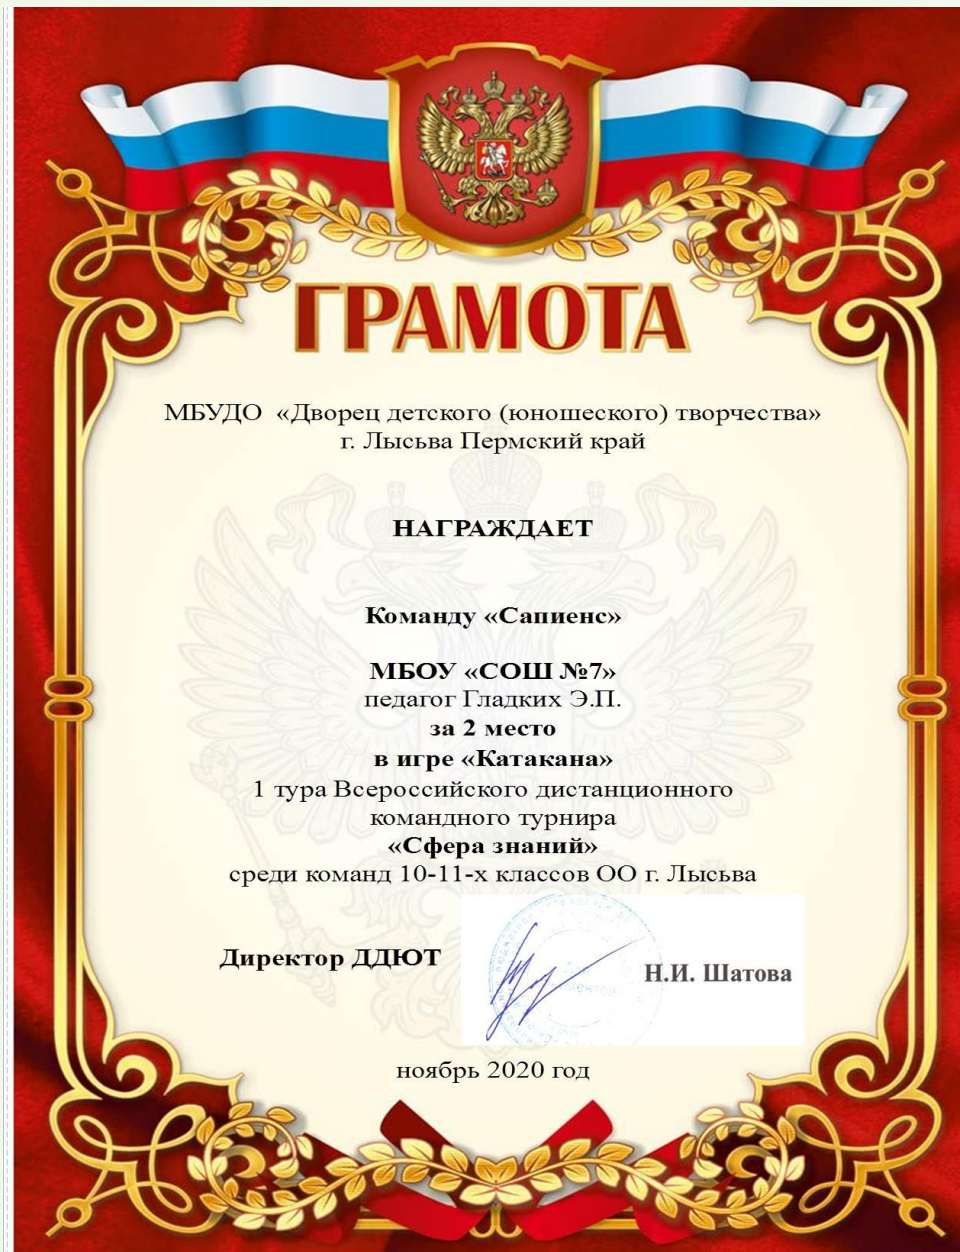 ГРАМОТА
МБУДО «Дворец детского (юношеского) творчества»
г. Лысьва Пермский край
НАГРАЖДАЕТ
Команду «Сапиенс»
МБОУ «СОШ №7»
педагог Гладких Э.П.
за 2 место
в игре «Катакана»
1 тура Всероссийского дистанционного
командного турнира
«Сфера знаний»
среди команд 10-11-х классов ОО г. Лысьва
Директор ДДЮТ
Н.И. Шатова
ноябрь 2020 год